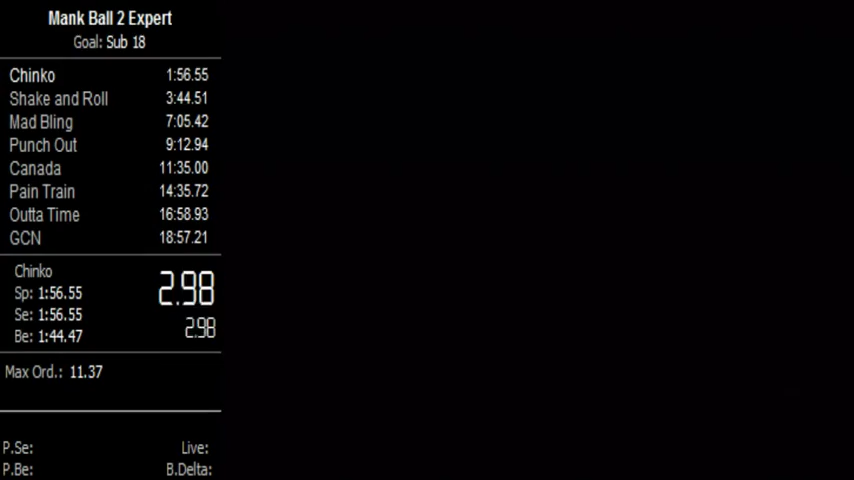 Mank Ball 2 Expert
Goal: Sub 18
Chinko 1:56.55
Shake and Roll 3:44.51
Mad Bling 7:05.42
Punch Out 9:12.94
Canada 11:35.00
Pain Train 14:35.72
Outta Time 16:58.93
GCN 18:57.21
Chinko
Sp: 1:56.55 2.98
Se: 1:56.55
Be: 1:44.47 2.98
Max Ord.: 11.37
P.Se: Live:
P.Be: B.Delta: